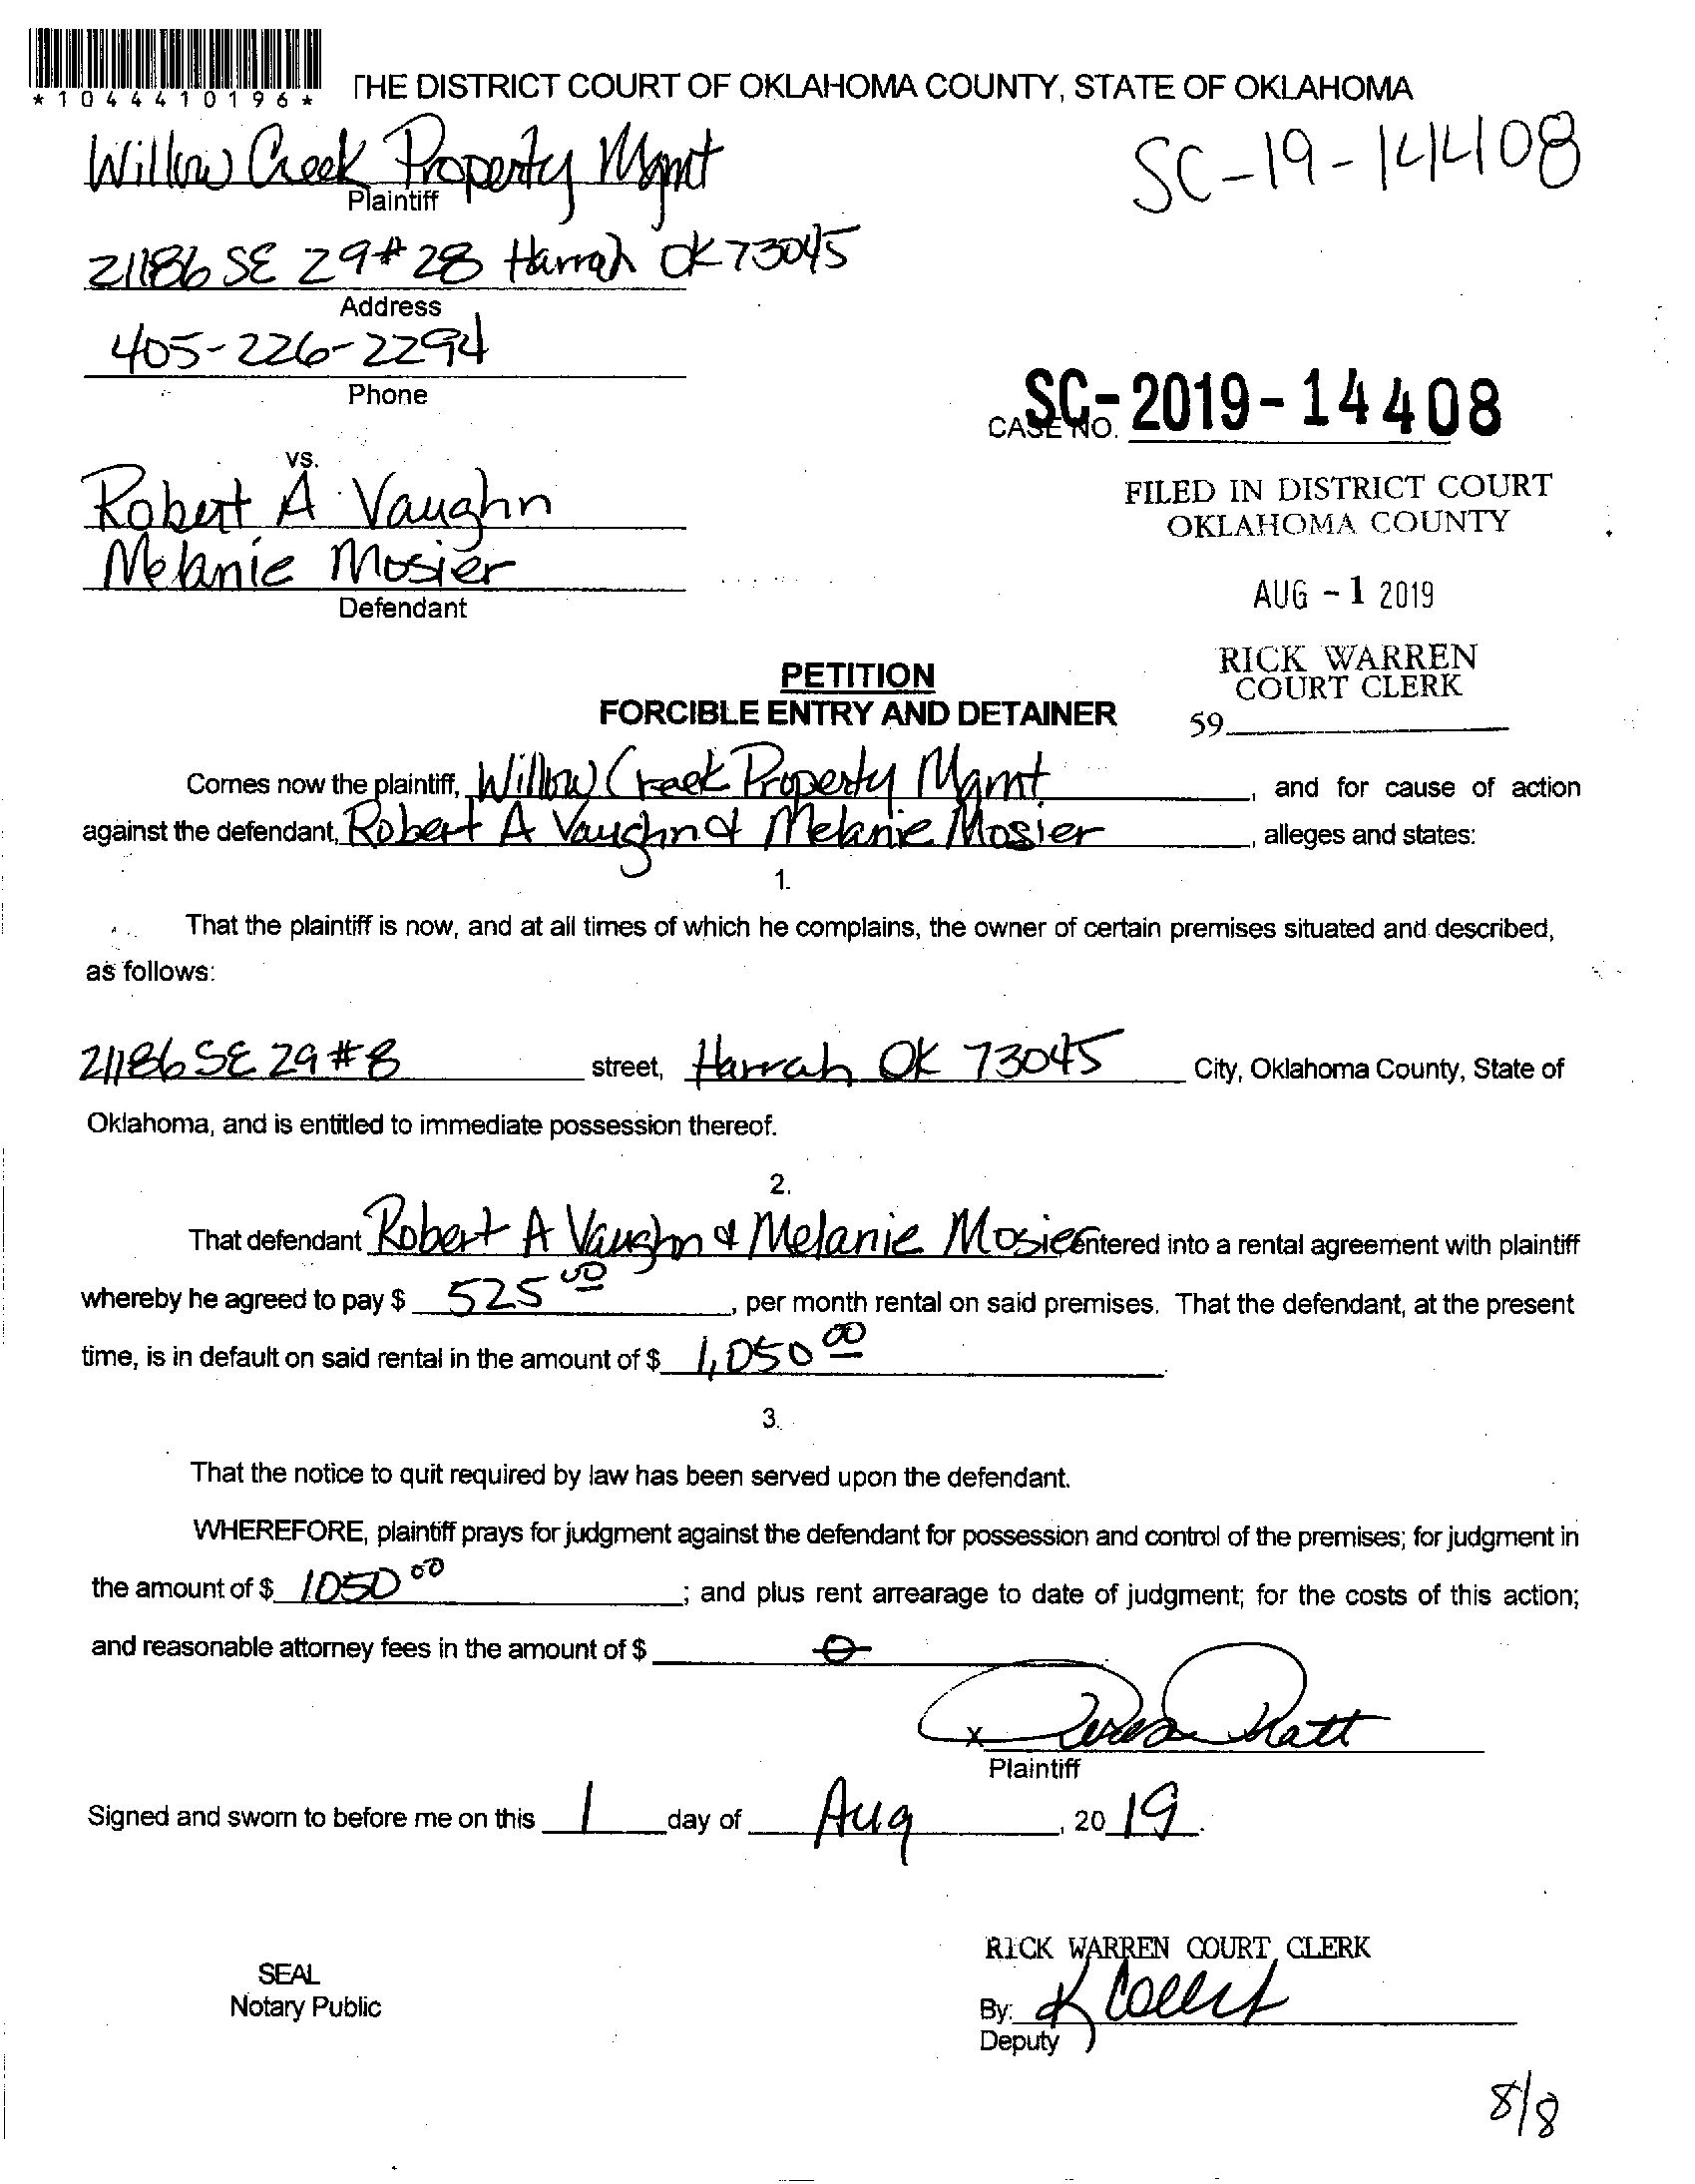 *1044410196*
THE DISTRICT COURT OF OKLAHOMA COUNTY, STATE OF OKLAHOMA
Willow Creek Property Mgmt
SC-19-14408
Plaintiff
21186 SE 29 # 28 Harrah OK 73045
Address
405-226-2294
Phone
CASE NO. SC-2019-14408
vs.
Robert A Vaughn
FILED IN DISTRICT COURT
OKLAHOMA COUNTY
Melanie Mosier
AUG -1 2019
Defendant
RICK WARREN
COURT CLERK
PETITION
FORCIBLE ENTRY AND DETAINER
59
Comes now the plaintiff, Willow Creek Property Mgmt, and for cause of action
against the defendant, Robert A Vaughn & Melanie Mosier, alleges and states:
1.
That the plaintiff is now, and at all times of which he complains, the owner of certain premises situated and described,
as follows:
21186 SE 29 # 8 street, Harrah OK 73045 City, Oklahoma County, State of
Oklahoma, and is entitled to immediate possession thereof.
2.
That defendant Robert A Vaughn & Melanie Mosier entered into a rental agreement with plaintiff
whereby he agreed to pay $ 525 00, per month rental on said premises. That the defendant, at the present
time, is in default on said rental in the amount of $ 1,050 00.
3.
That the notice to quit required by law has been served upon the defendant.
WHEREFORE, plaintiff prays for judgment against the defendant for possession and control of the premises; for judgment in
the amount of $ 1050 00; and plus rent arrearage to date of judgment; for the costs of this action;
and reasonable attorney fees in the amount of $ 0
x Pratt
Plaintiff
Signed and sworn to before me on this 1 day of Aug, 2019.
RICK WARREN COURT CLERK
SEAL
Notary Public
By: K
Deputy
8/8